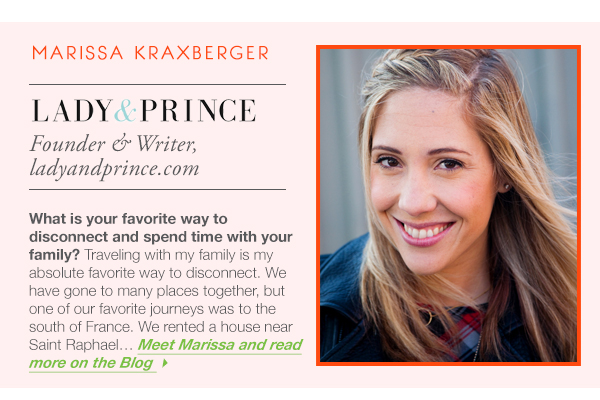 MARISSA KRAXBERGER
LADY&PRINCE
Founder & Writer,
ladyandprince.com
What is your favorite way to
disconnect and spend time with your
family? Traveling with my family is my
absolute favorite way to disconnect. We
have gone to many places together, but
one of our favorite journeys was to the
south of France. We rented a house near
Saint Raphael… Meet Marissa and read
more on the Blog